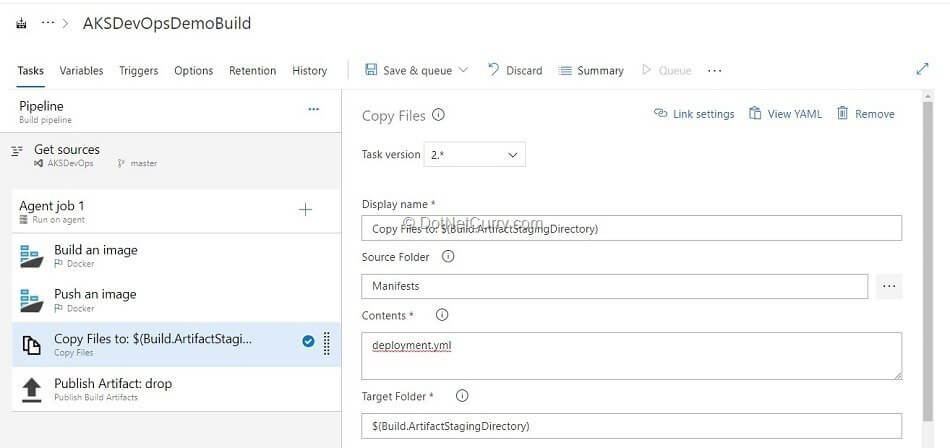 ... > AKSDevOpsDemoBuild
Tasks Variables Triggers Options Retention History Save & queue Discard Summary Queue ...
Pipeline ...
Build pipeline
Get sources
AKSDevOps master
Agent job 1 +
Run on agent
Build an image
Docker
Push an image
Docker
Copy Files to: $(Build.ArtifactStagi...
Copy Files
Publish Artifact: drop
Publish Build Artifacts
Copy Files Link settings View YAML Remove
Task version 2.*
Display name *
© DotNetCurry.com
Copy Files to: $(Build.ArtifactStagingDirectory)
Source Folder
Manifests ...
Contents *
deployment.yml
Target Folder *
$(Build.ArtifactStagingDirectory)